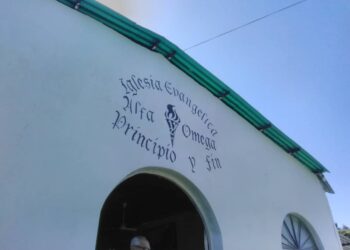 Iglesia Evangelica
Alfa Omega
Principio y Fin